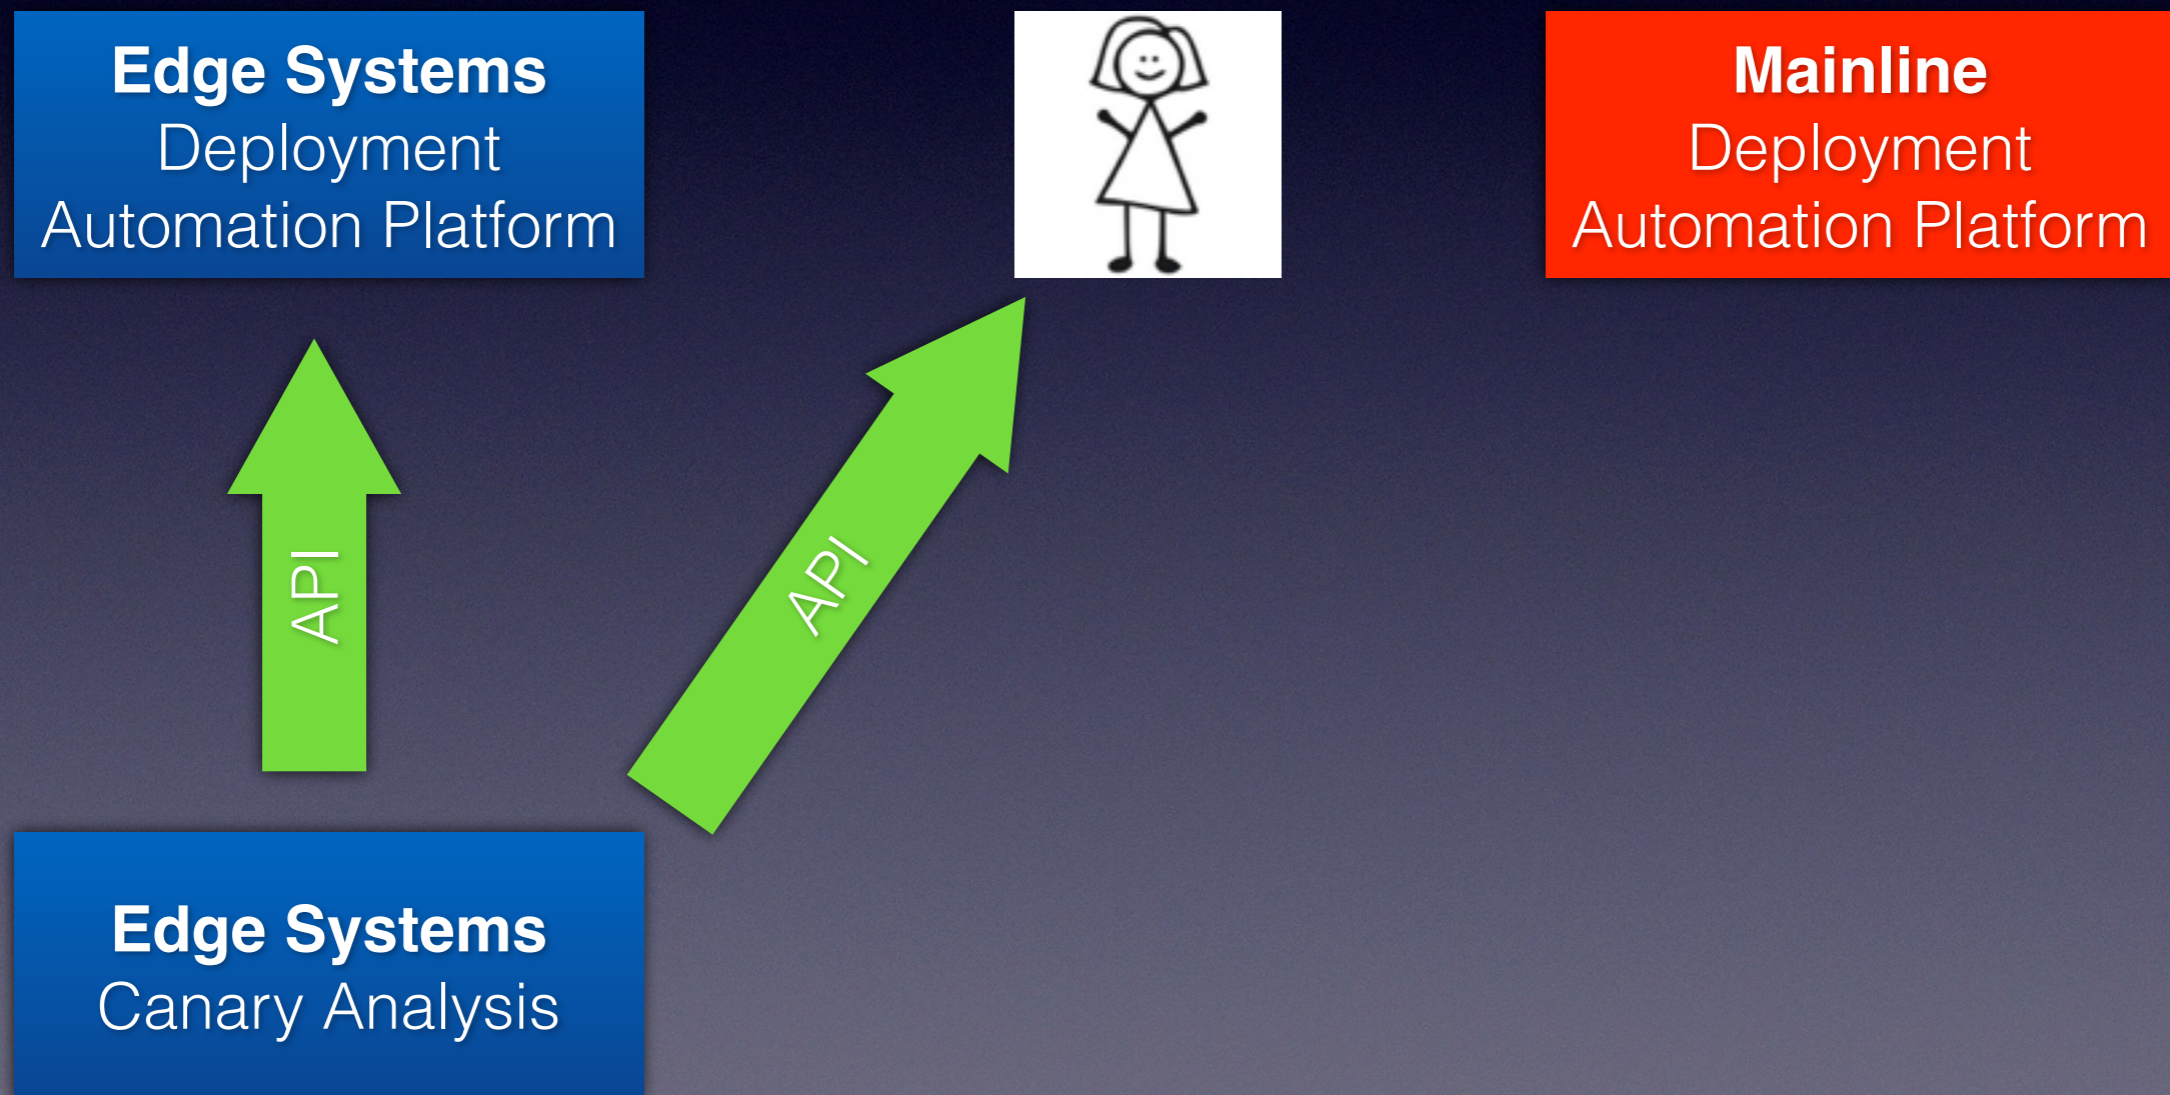 Edge Systems
Deployment
Automation Platform
Mainline
Deployment
Automation Platform
API
API
Edge Systems
Canary Analysis